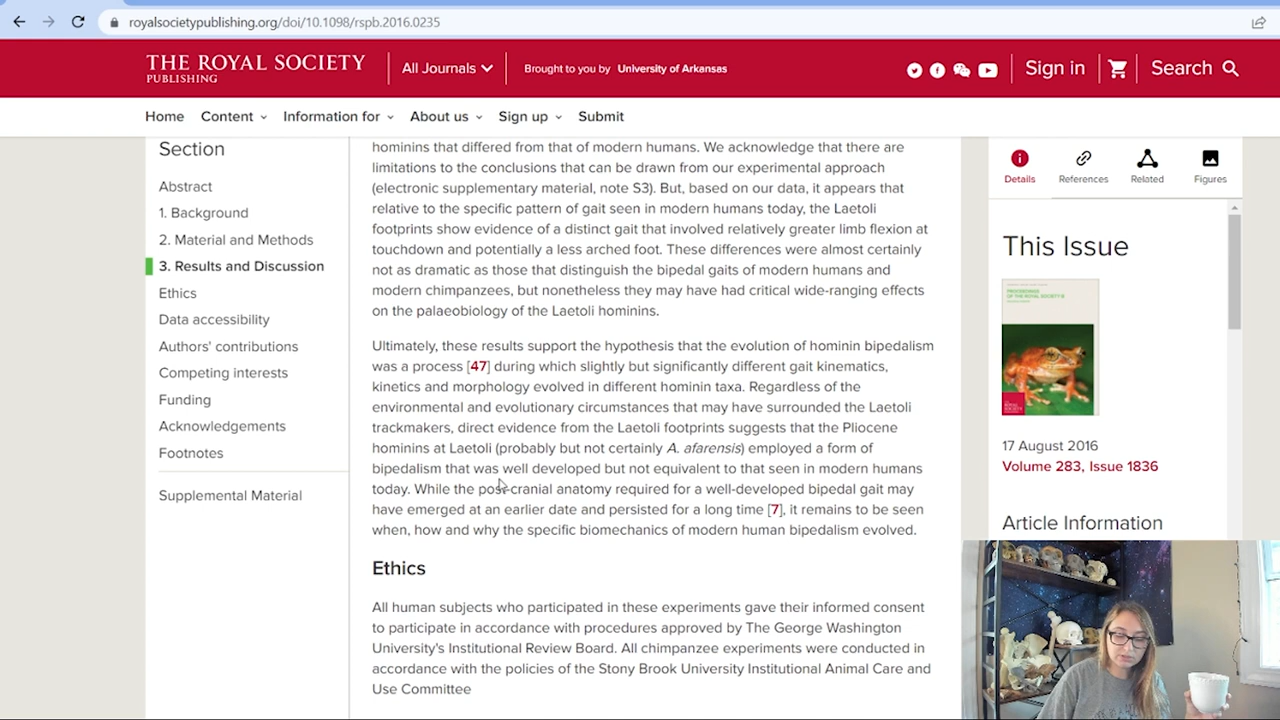 royalsocietypublishing.org/doi/10.1098/rspb.2016.0235
THE ROYAL SOCIETY
PUBLISHING
All Journals
Brought to you by University of Arkansas
Sign in
Search
Home
Content
Information for
About us
Sign up
Submit
Section
Abstract
1. Background
2. Material and Methods
3. Results and Discussion
Ethics
Data accessibility
Authors' contributions
Competing interests
Funding
Acknowledgements
Footnotes
Supplemental Material
hominins that differed from that of modern humans. We acknowledge that there are
limitations to the conclusions that can be drawn from our experimental approach
(electronic supplementary material, note S3). But, based on our data, it appears that
relative to the specific pattern of gait seen in modern humans today, the Laetoli
footprints show evidence of a distinct gait that involved relatively greater limb flexion at
touchdown and potentially a less arched foot. These differences were almost certainly
not as dramatic as those that distinguish the bipedal gaits of modern humans and
modern chimpanzees, but nonetheless they may have had critical wide-ranging effects
on the palaeobiology of the Laetoli hominins.
Ultimately, these results support the hypothesis that the evolution of hominin bipedalism
was a process [47] during which slightly but significantly different gait kinematics,
kinetics and morphology evolved in different hominin taxa. Regardless of the
environmental and evolutionary circumstances that may have surrounded the Laetoli
trackmakers, direct evidence from the Laetoli footprints suggests that the Pliocene
hominins at Laetoli (probably but not certainly A. afarensis) employed a form of
bipedalism that was well developed but not equivalent to that seen in modern humans
today. While the post-cranial anatomy required for a well-developed bipedal gait may
have emerged at an earlier date and persisted for a long time [7], it remains to be seen
when, how and why the specific biomechanics of modern human bipedalism evolved.
Ethics
All human subjects who participated in these experiments gave their informed consent
to participate in accordance with procedures approved by The George Washington
University's Institutional Review Board. All chimpanzee experiments were conducted in
accordance with the policies of the Stony Brook University Institutional Animal Care and
Use Committee
Details
References
Related
Figures
This Issue
17 August 2016
Volume 283, Issue 1836
Article Information